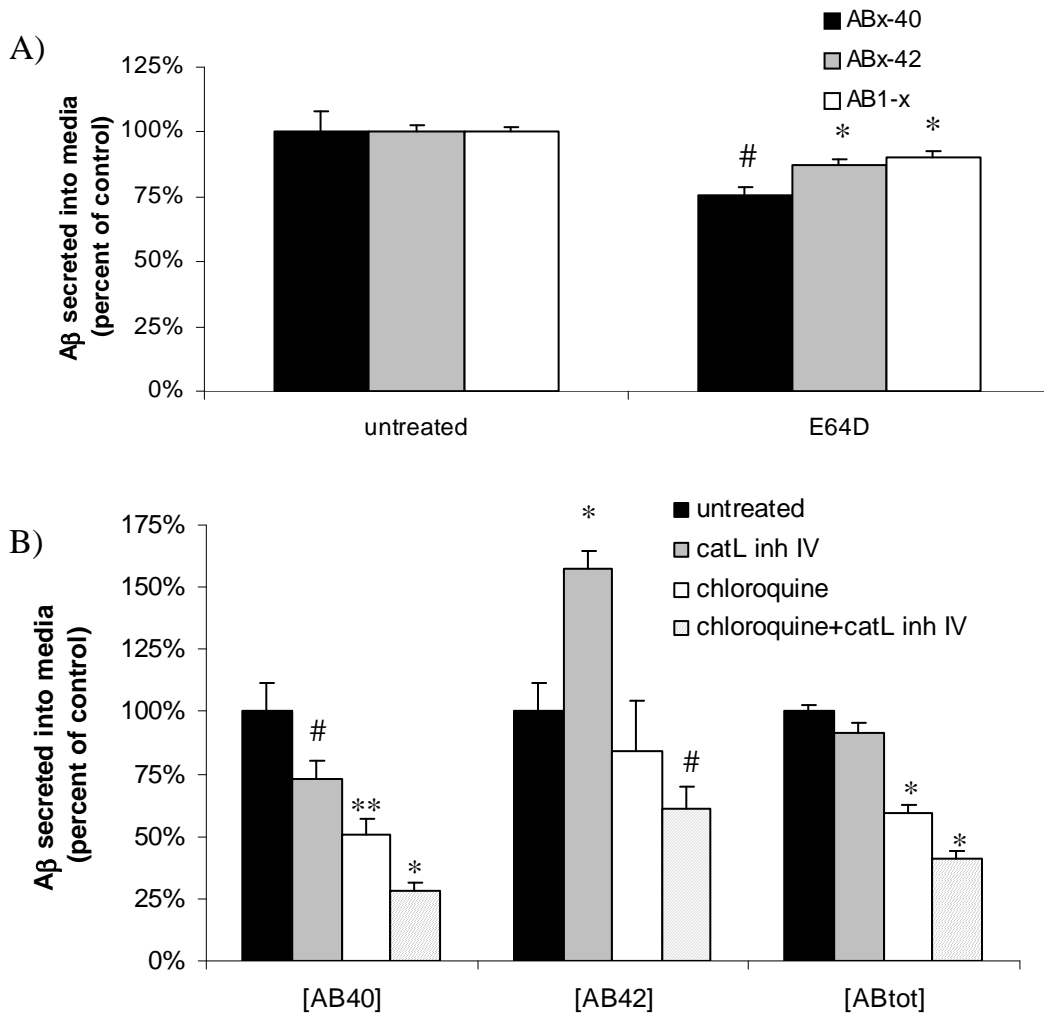 A)
ABx-40
ABx-42
AB1-x
Aβ secreted into media
(percent of control)
125%
100%
75%
50%
25%
0%
#
*
*
untreated
E64D
B)
untreated
catL inh IV
chloroquine
chloroquine+catL inh IV
Aβ secreted into media
(percent of control)
175%
150%
125%
100%
75%
50%
25%
0%
#
**
*
*
#
*
*
[AB40]
[AB42]
[ABtot]